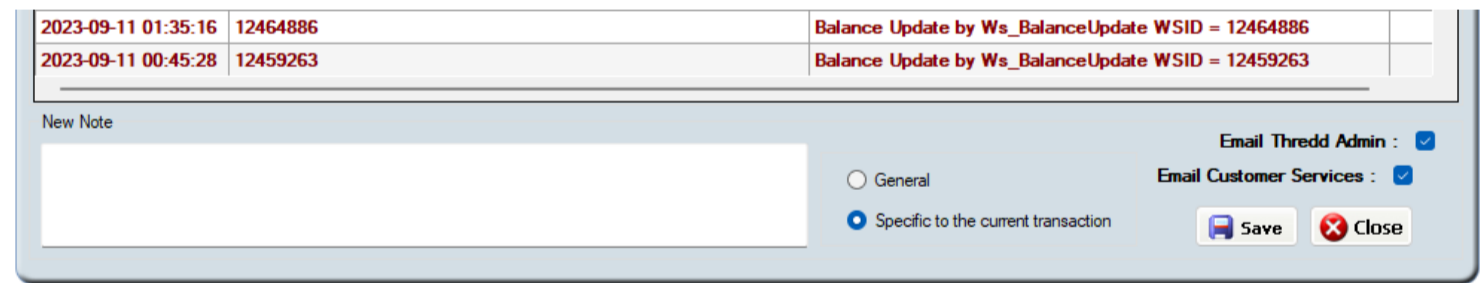 2023-09-11 01:35:16 12464886 Balance Update by Ws_BalanceUpdate WSID = 12464886
2023-09-11 00:45:28 12459263 Balance Update by Ws_BalanceUpdate WSID = 12459263
New Note
Email Thredd Admin :
General
Email Customer Services :
Specific to the current transaction
Save
Close